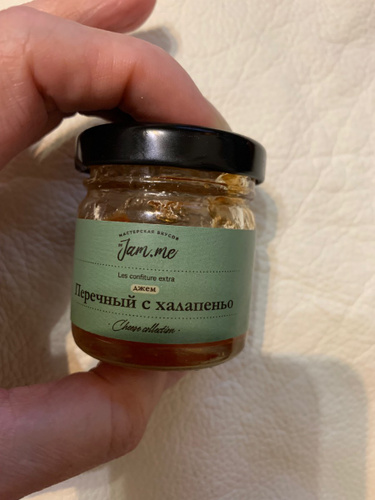 МАСТЕРСКАЯ ВКУСОВ
Jam.me
Les confiture extra
джем
Перечный с халапеньо
Cheese collection